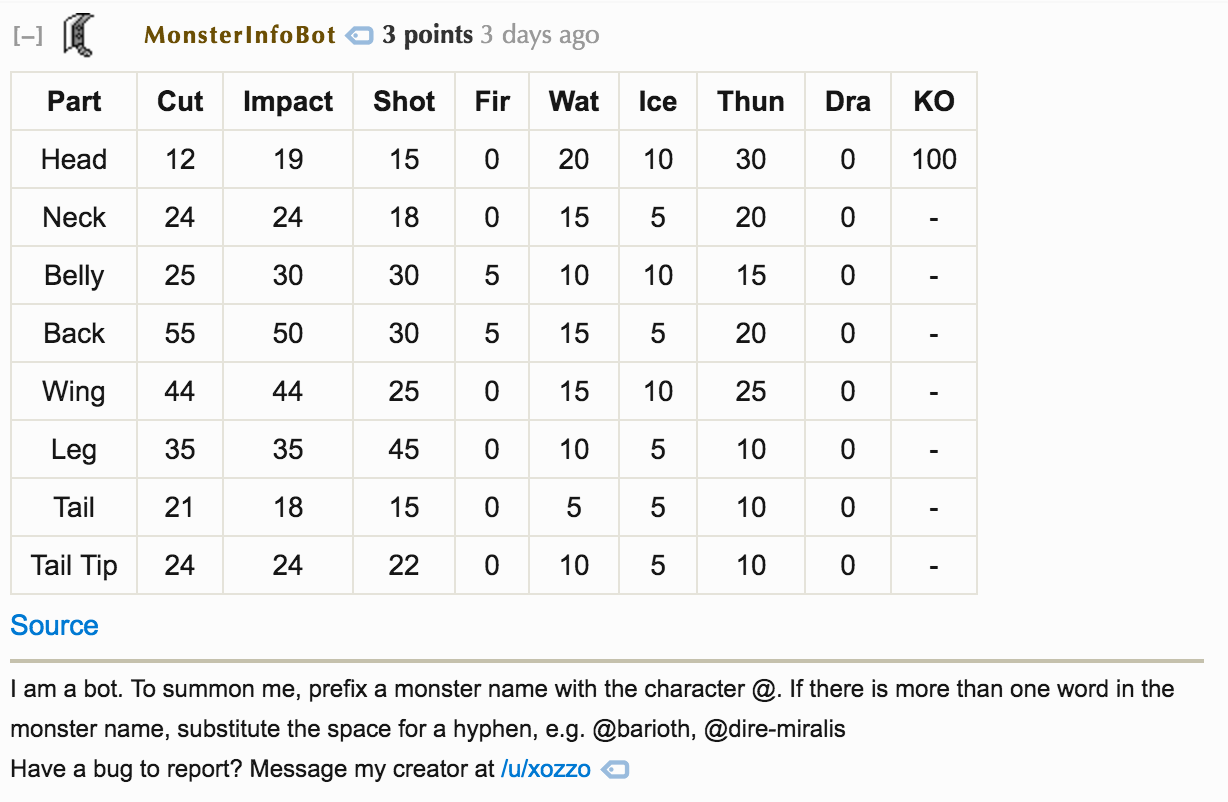 [–] MonsterInfoBot 3 points 3 days ago
Part Cut Impact Shot Fir Wat Ice Thun Dra KO
Head 12 19 15 0 20 10 30 0 100
Neck 24 24 18 0 15 5 20 0 -
Belly 25 30 30 5 10 10 15 0 -
Back 55 50 30 5 15 5 20 0 -
Wing 44 44 25 0 15 10 25 0 -
Leg 35 35 45 0 10 5 10 0 -
Tail 21 18 15 0 5 5 10 0 -
Tail Tip 24 24 22 0 10 5 10 0 -
Source
I am a bot. To summon me, prefix a monster name with the character @. If there is more than one word in the
monster name, substitute the space for a hyphen, e.g. @barioth, @dire-miralis
Have a bug to report? Message my creator at /u/xozzo